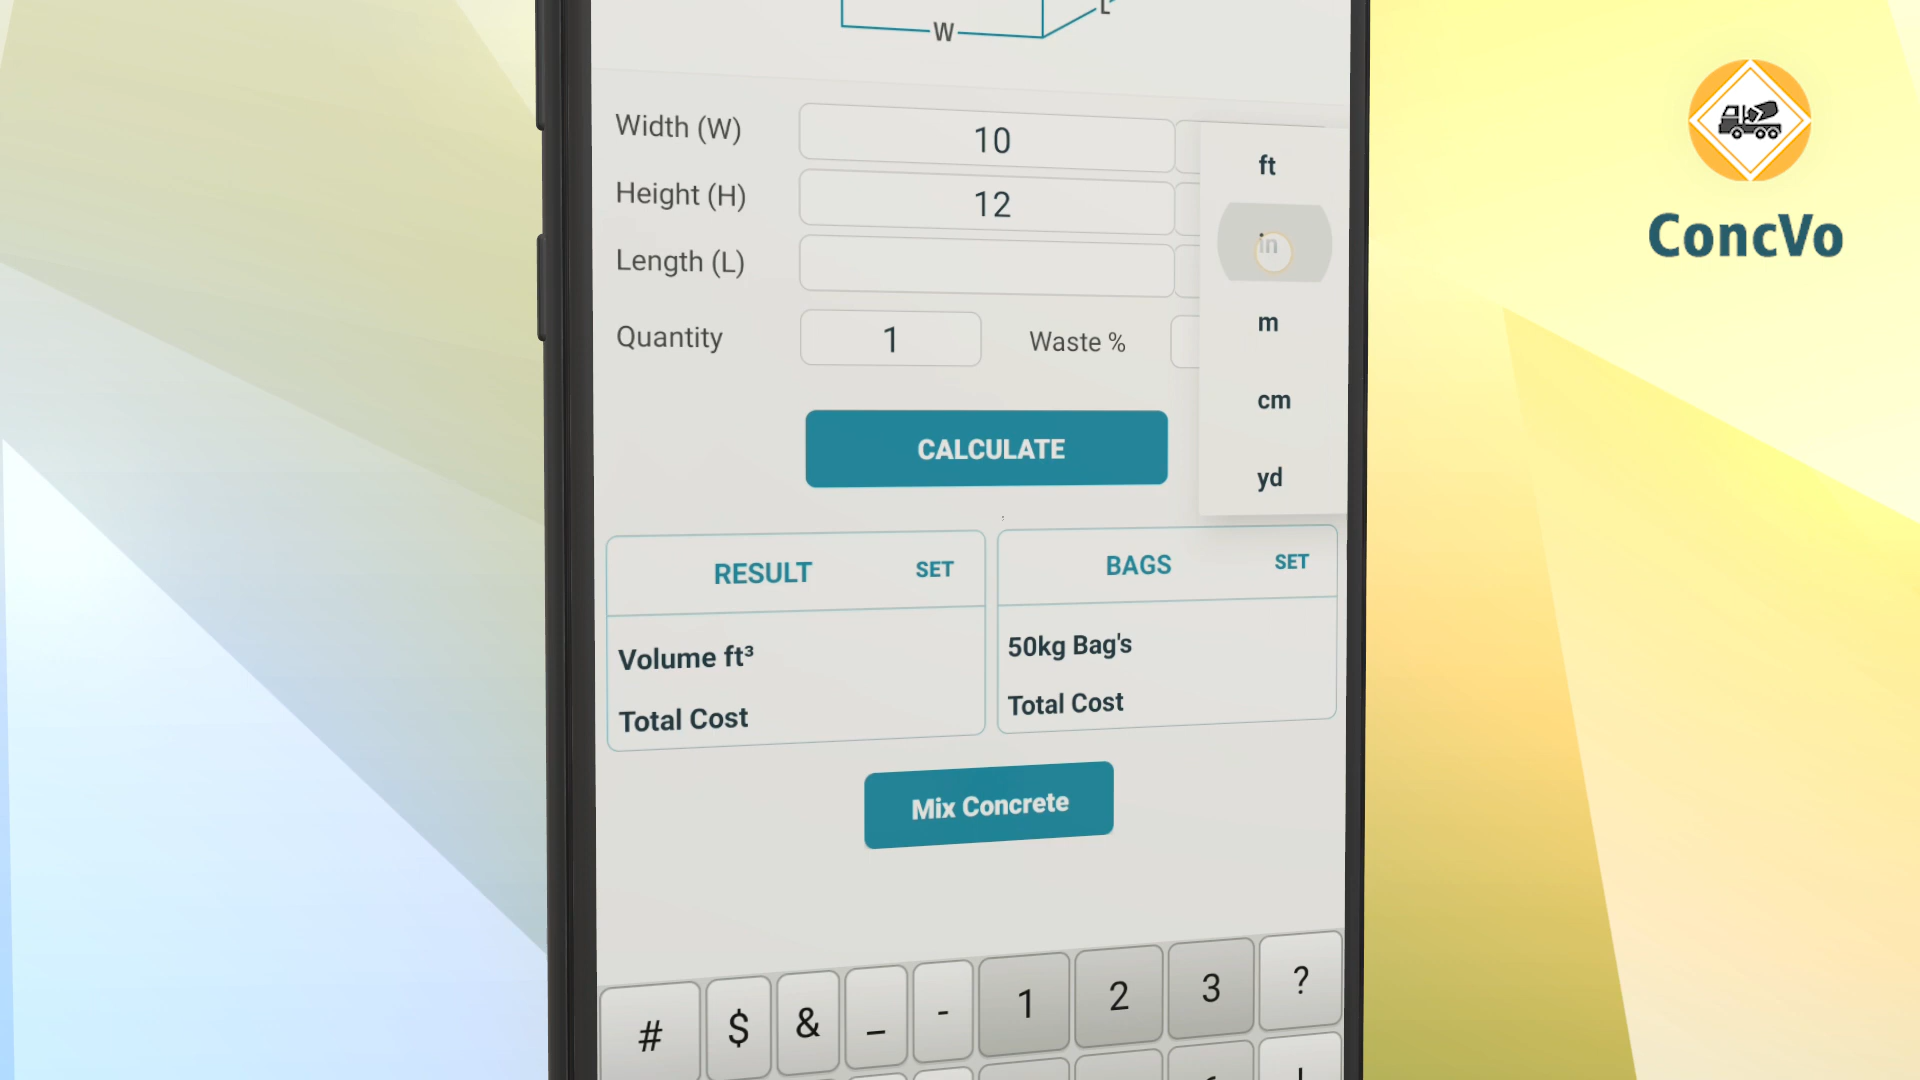 W
L
Width (W) 10
Height (H) 12
Length (L)
Quantity 1 Waste %
ft
in
m
cm
yd
CALCULATE
RESULT SET
Volume ft³
Total Cost
BAGS SET
50kg Bag's
Total Cost
Mix Concrete
# $ & _ - 1 2 3 ?
ConcVo